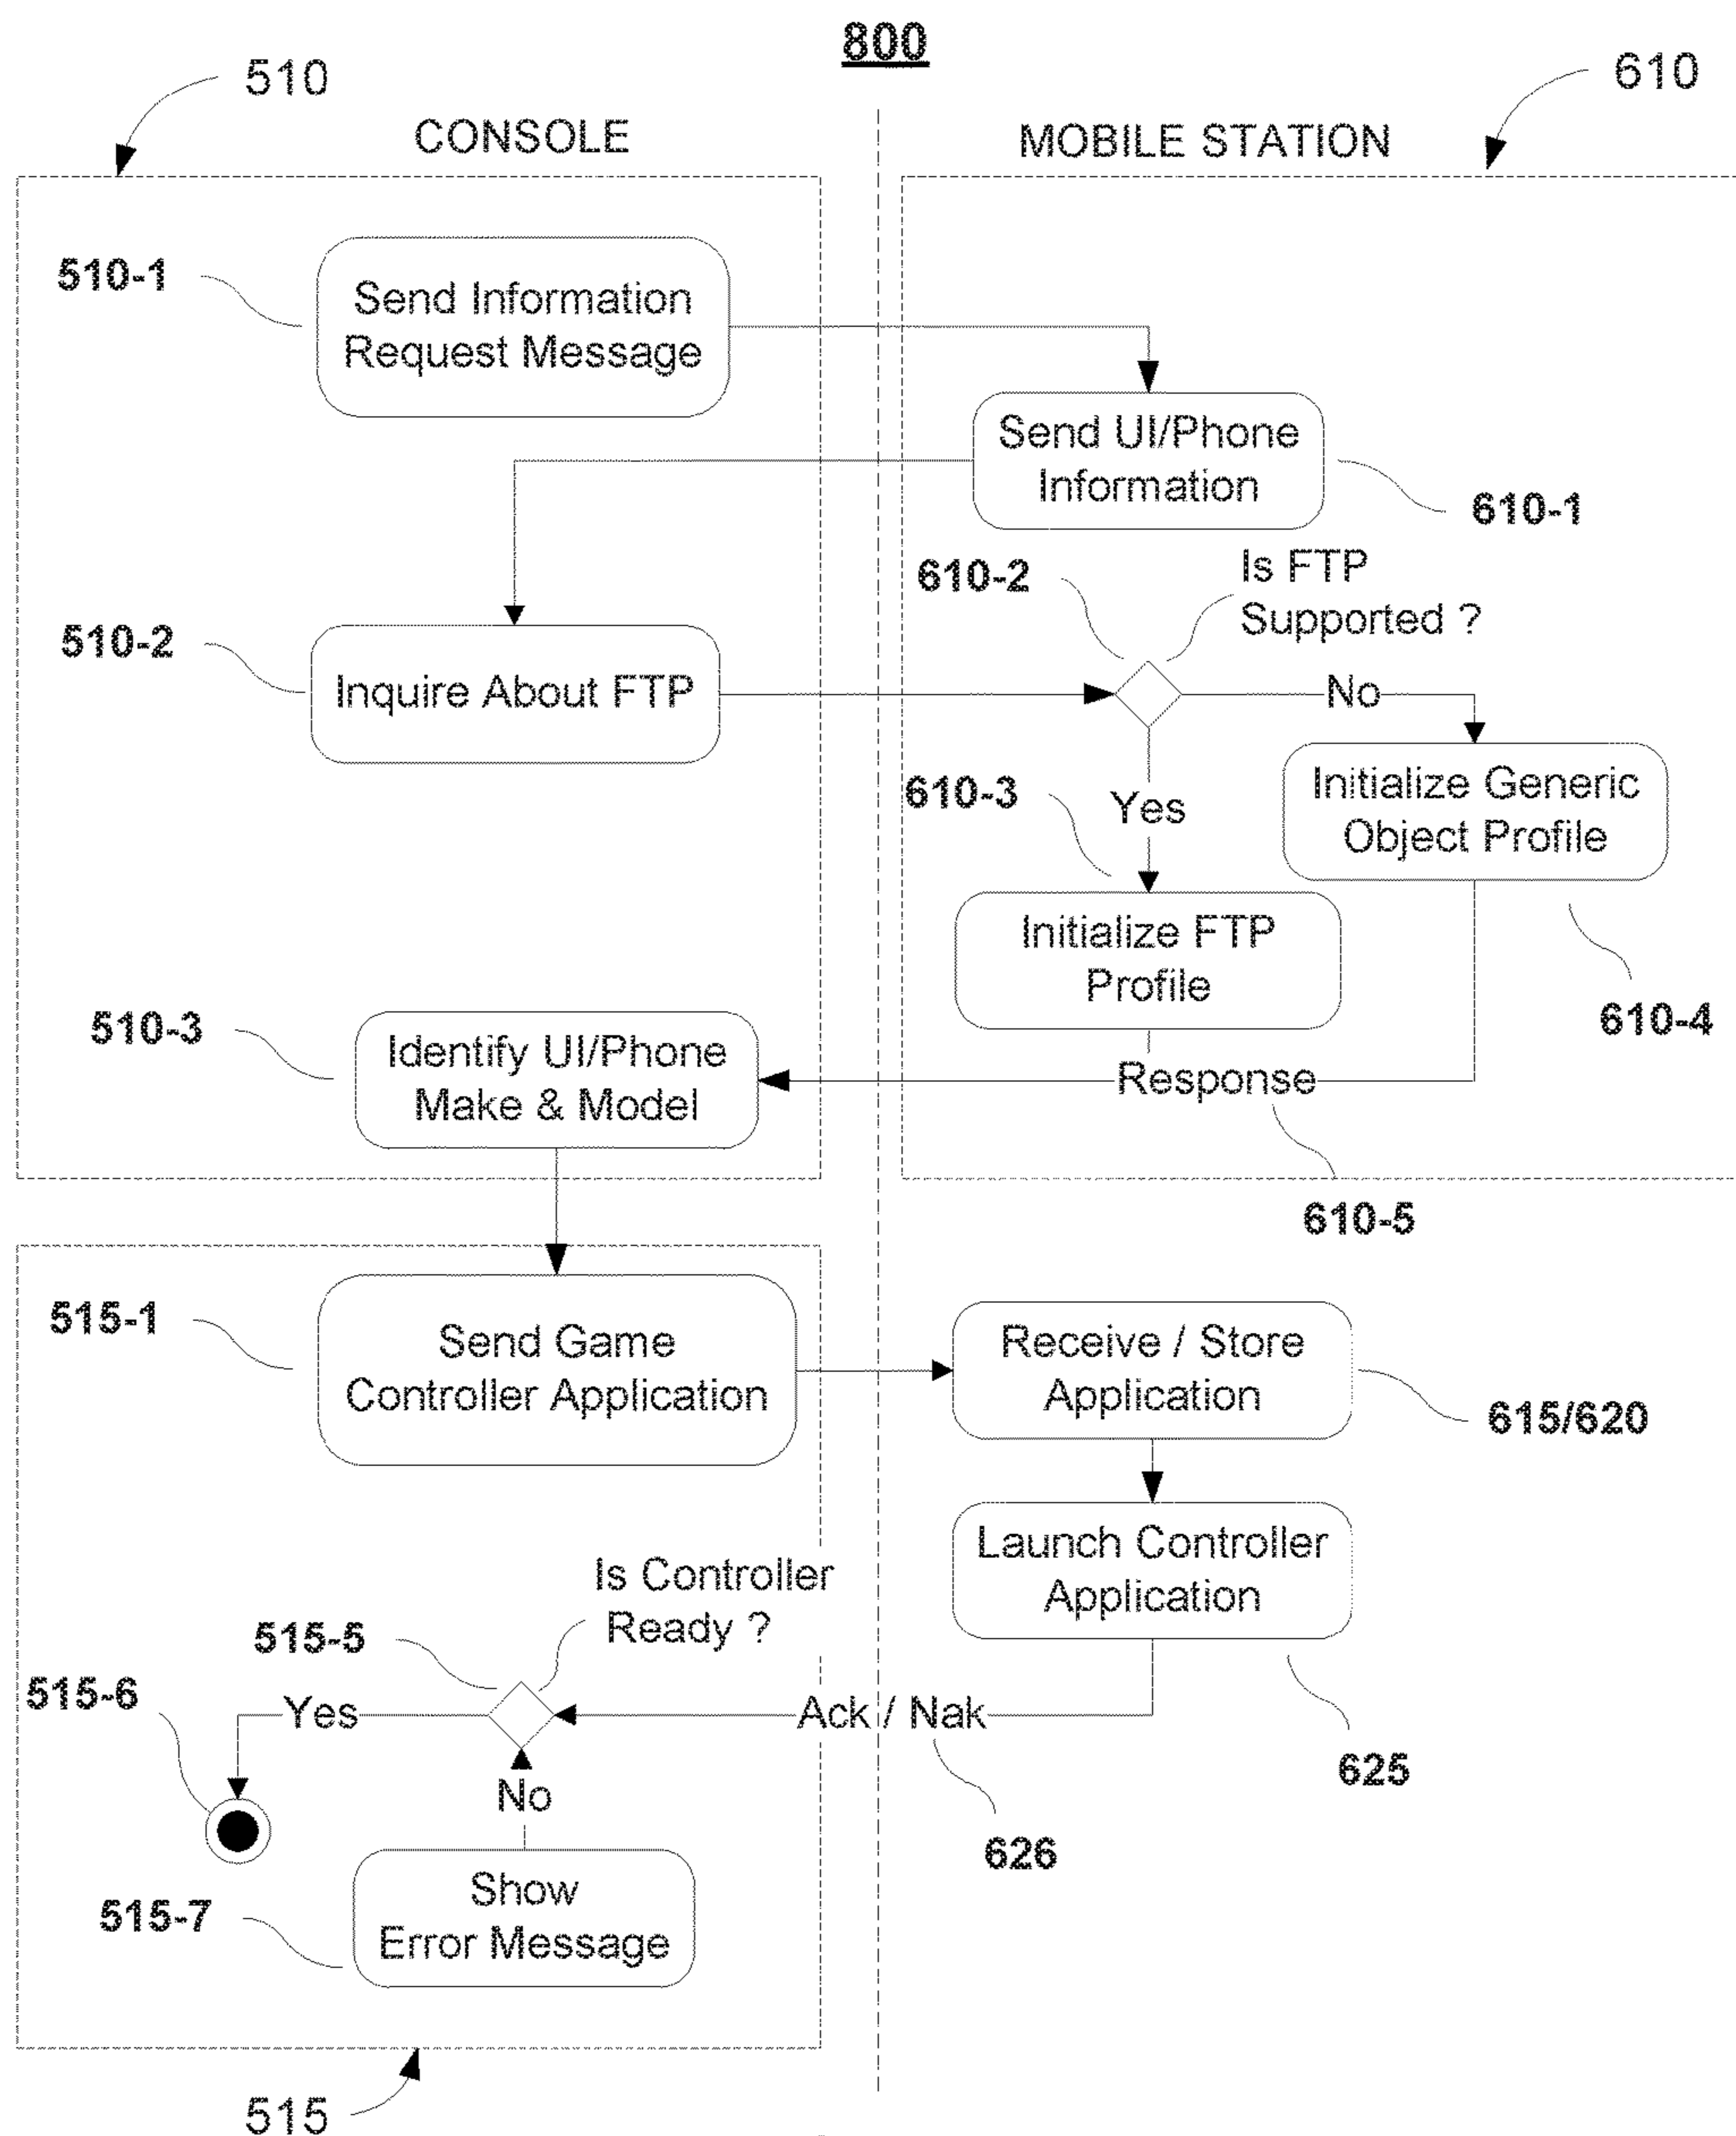 800
510
610
CONSOLE
MOBILE STATION
510-1
Send Information
Request Message
Send UI/Phone
Information
610-1
610-2
Is FTP
Supported ?
510-2
Inquire About FTP
No
610-3
Yes
Initialize Generic
Object Profile
Initialize FTP
Profile
610-4
510-3
Identify UI/Phone
Make & Model
Response
610-5
515-1
Send Game
Controller Application
Receive / Store
Application
615/620
Launch Controller
Application
Is Controller
Ready ?
515-5
515-6
Yes
Ack / Nak
625
No
626
515-7
Show
Error Message
515